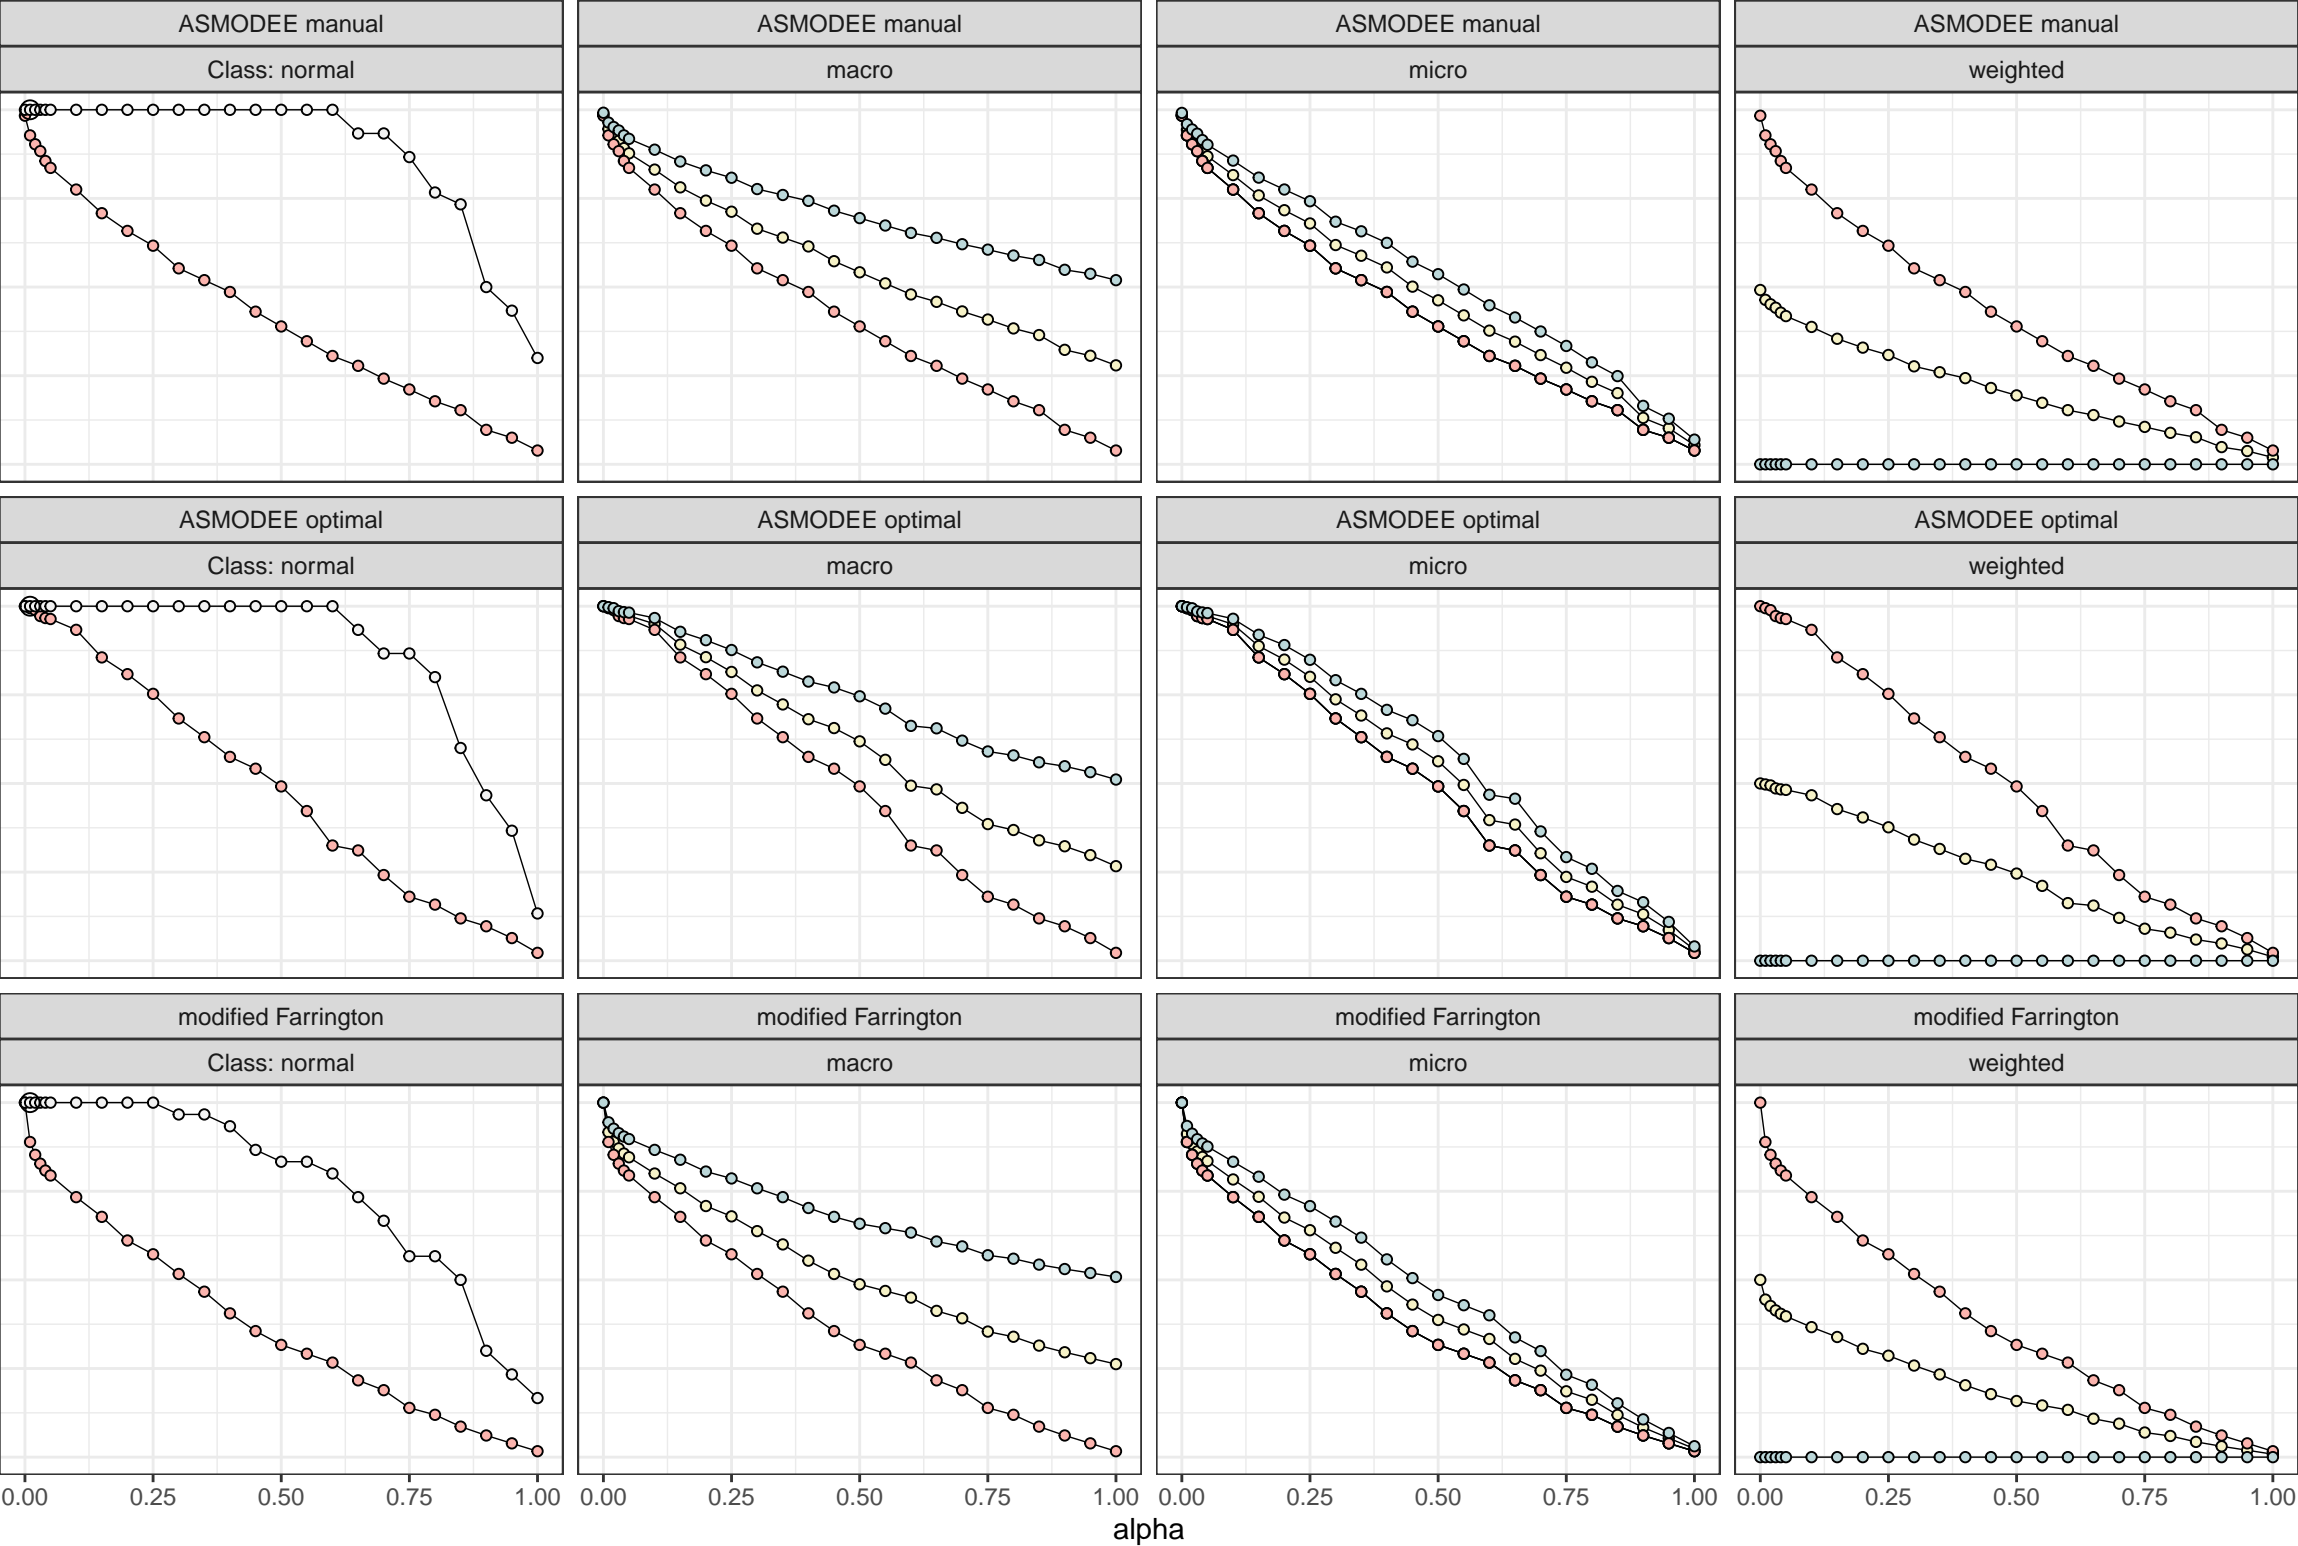 ASMODEE manual ASMODEE manual ASMODEE manual ASMODEE manual
Class: normal macro micro weighted
ASMODEE optimal ASMODEE optimal ASMODEE optimal ASMODEE optimal
Class: normal macro micro weighted
modified Farrington modified Farrington modified Farrington modified Farrington
Class: normal macro micro weighted
0.00 0.25 0.50 0.75 1.00 0.00 0.25 0.50 0.75 1.00 0.00 0.25 0.50 0.75 1.00 0.00 0.25 0.50 0.75 1.00
alpha